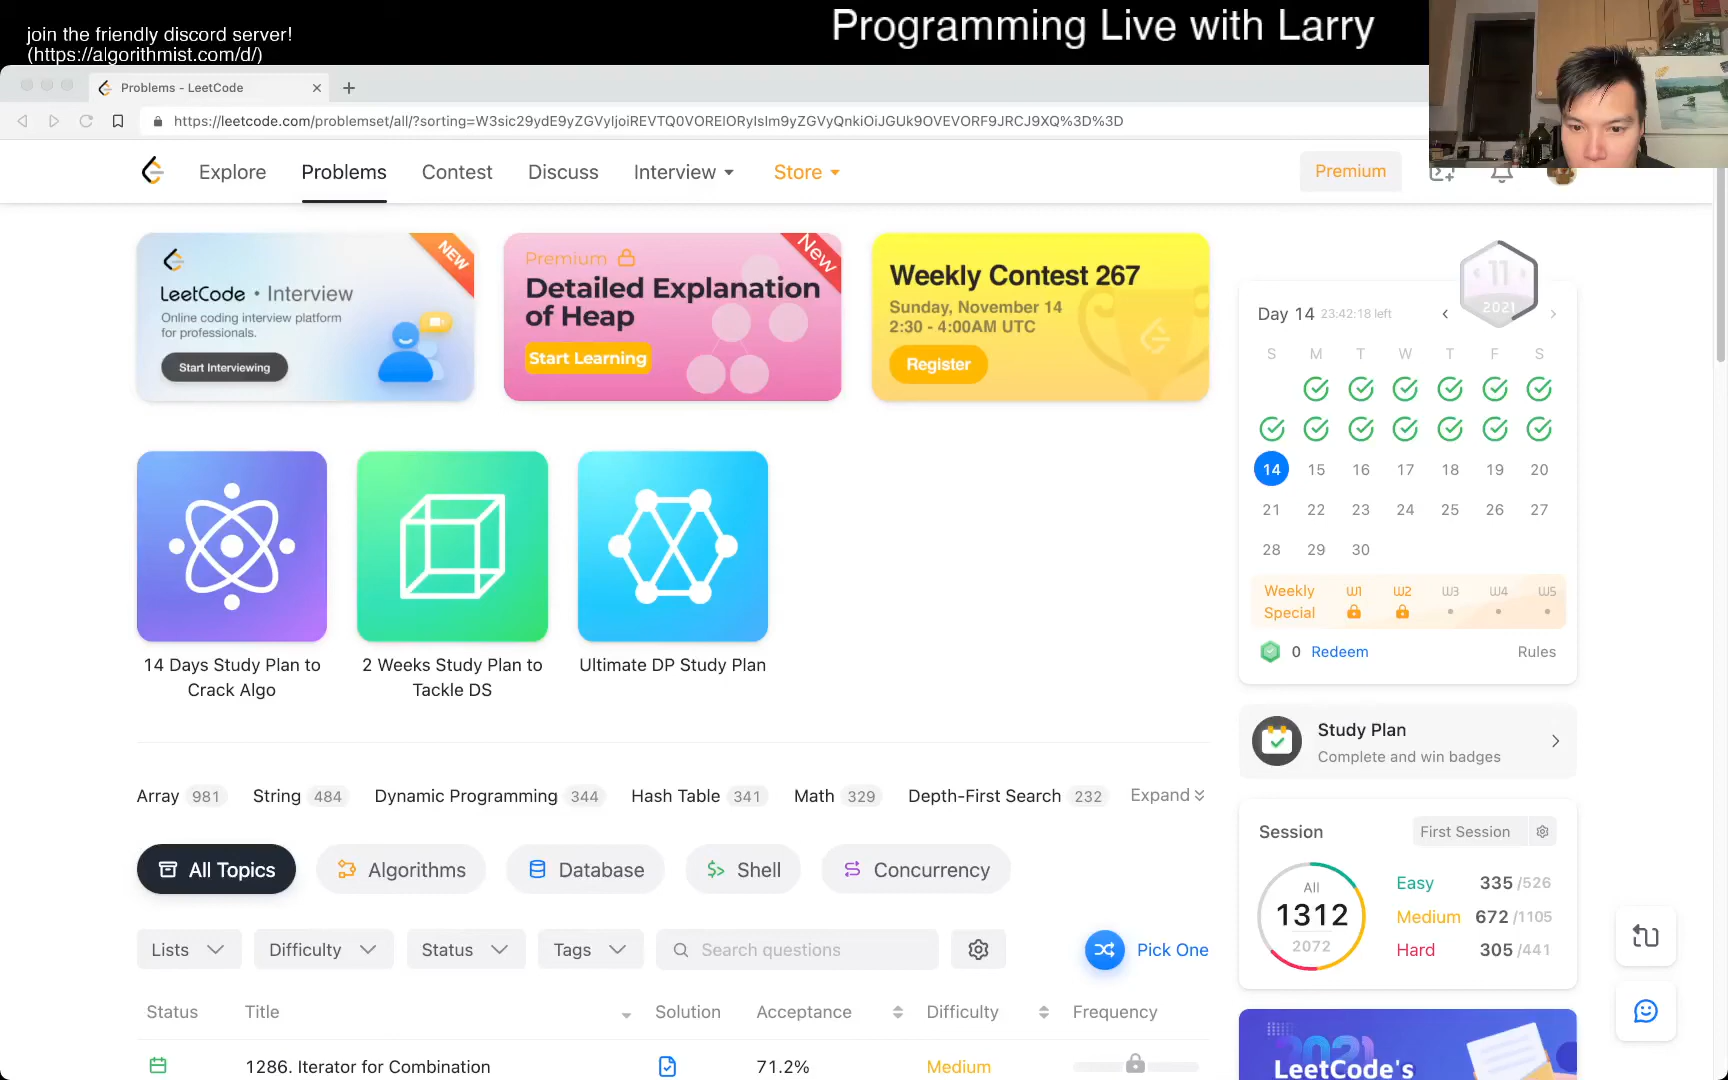 join the friendly discord server!
(https://algorithmist.com/d/)
Programming Live with Larry
Problems - LeetCode
https://leetcode.com/problemset/all/?sorting=W3sic29ydE9yZGVyIjoiREVTQ0VORElORyIsIm9yZGVyQnkiOiJGUk9OVEVORF9JRCJ9XQ%3D%3D
Explore Problems Contest Discuss Interview Store Premium
LeetCode • Interview
Online coding interview platform
for professionals.
Start Interviewing
NEW
Premium
Detailed Explanation
of Heap
Start Learning
New
Weekly Contest 267
Sunday, November 14
2:30 - 4:00AM UTC
Register
11
2021
Day 14 23:42:18 left
S M T W T F S
14 15 16 17 18 19 20
21 22 23 24 25 26 27
28 29 30
Weekly Special W1 W2 W3 W4 W5
0 Redeem Rules
14 Days Study Plan to
Crack Algo
2 Weeks Study Plan to
Tackle DS
Ultimate DP Study Plan
Study Plan
Complete and win badges
Array 981 String 484 Dynamic Programming 344 Hash Table 341 Math 329 Depth-First Search 232 Expand
Session First Session
All Topics Algorithms Database Shell Concurrency
All
1312
2072
Easy 335 /526
Medium 672 /1105
Hard 305 /441
Lists Difficulty Status Tags Search questions Pick One
Status Title Solution Acceptance Difficulty Frequency
1286. Iterator for Combination 71.2% Medium
2021
LeetCode's